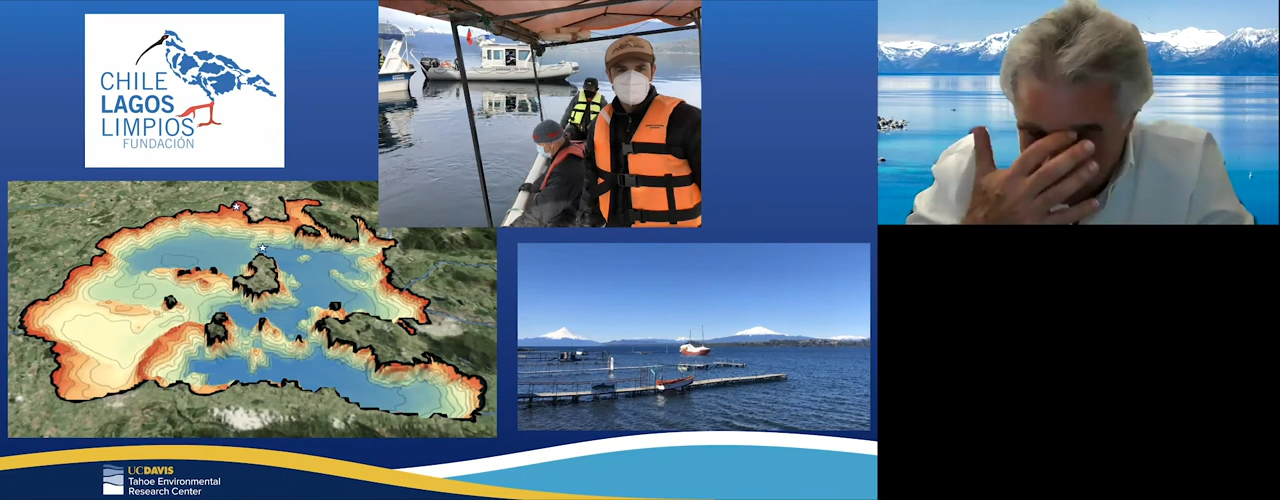 CHILE
LAGOS
LIMPIOS
FUNDACIÓN
UCDAVIS
Tahoe Environmental
Research Center